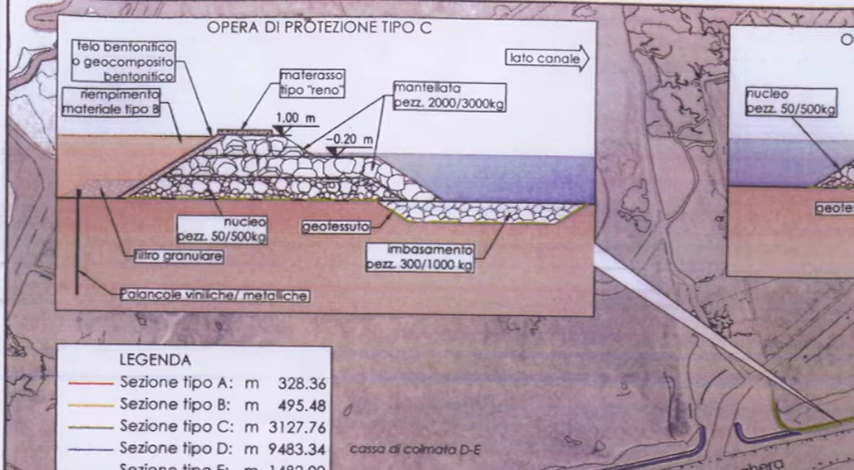 OPERA DI PROTEZIONE TIPO C
telo bentonitico
o geocomposito
bentonitico
lato canale
materasso
tipo "reno"
mantellata
pezz. 2000/3000kg
riempimento
materiale tipo B
1.00 m
-0.20 m
nucleo
pezz. 50/500kg
geotessuto
imbasamento
pezz. 300/1000 kg
filtro granulare
Palancole viniliche/ metalliche
O
nucleo
pezz. 50/500kg
geote
LEGENDA
Sezione tipo A: m 328.36
Sezione tipo B: m 495.48
Sezione tipo C: m 3127.76
Sezione tipo D: m 9483.34
cassa di colmata D-E